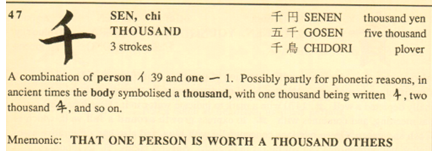 47
千
SEN, chi
THOUSAND
3 strokes
千円 SENEN thousand yen
五千 GOSEN five thousand
千鳥 CHIDORI plover
A combination of person 亻 39 and one 一 1. Possibly partly for phonetic reasons, in
ancient times the body symbolised a thousand, with one thousand being written , two
thousand , and so on.
Mnemonic: THAT ONE PERSON IS WORTH A THOUSAND OTHERS